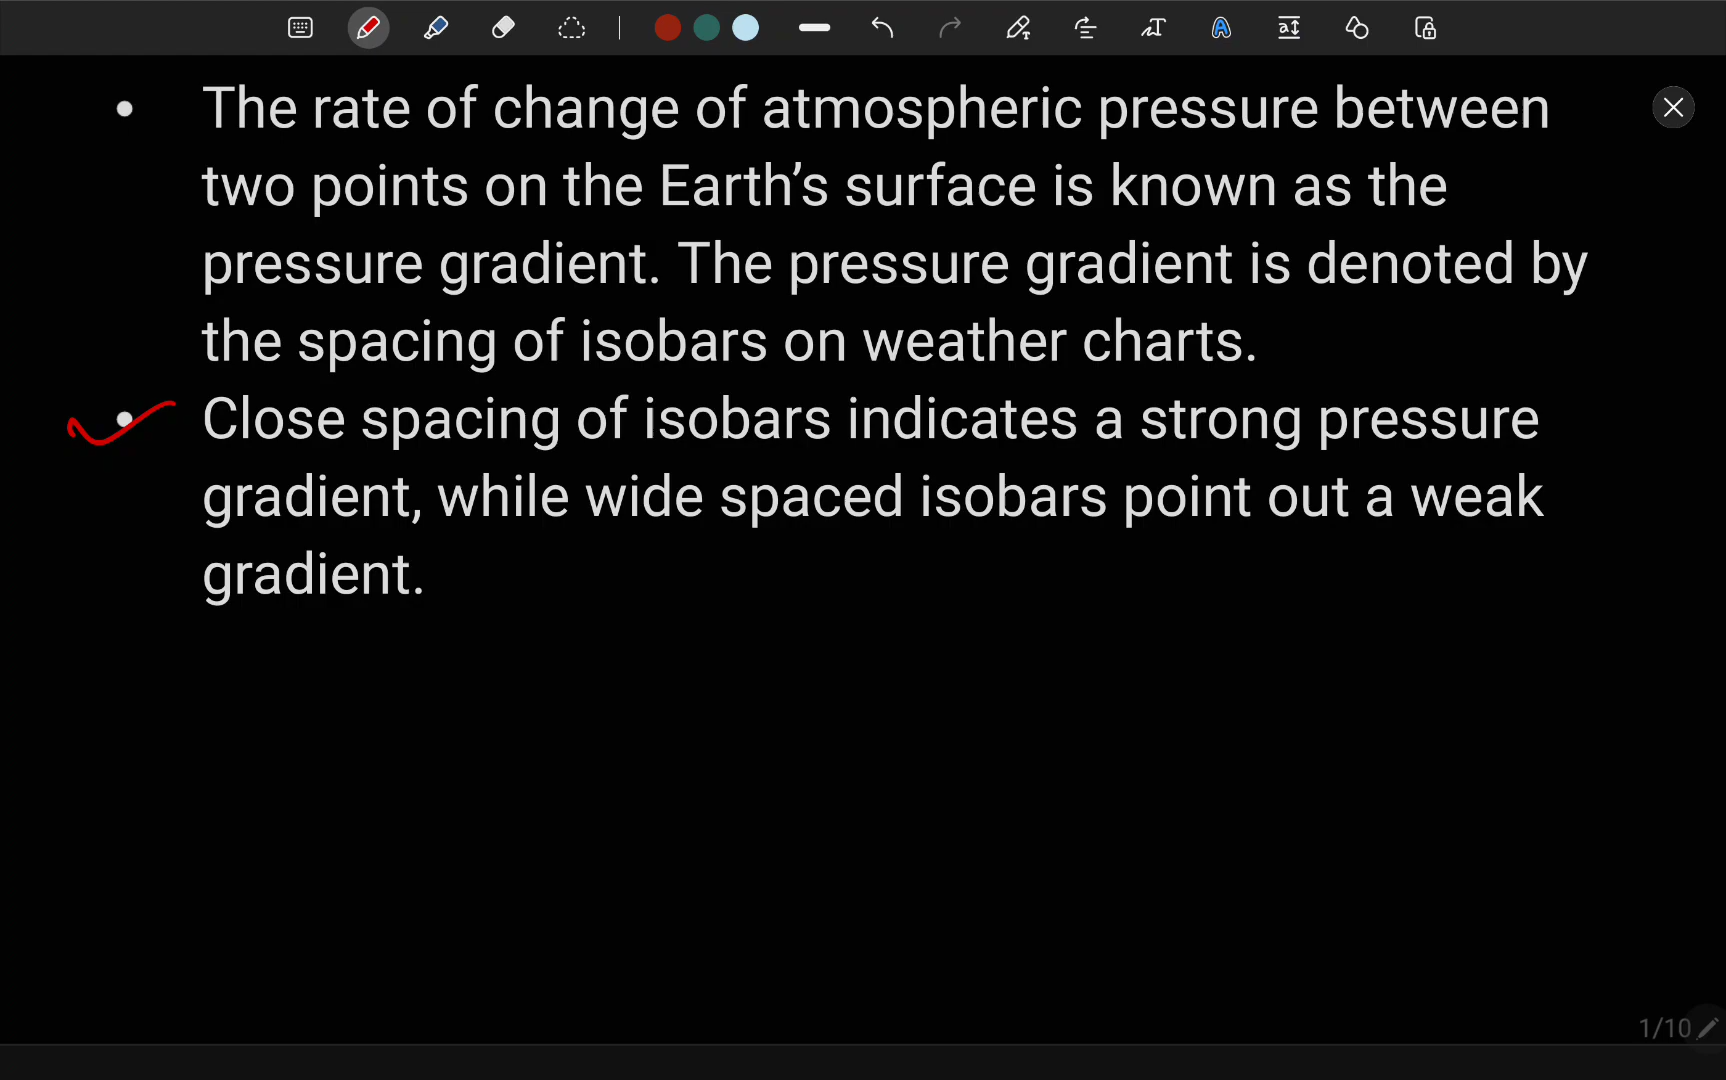 • The rate of change of atmospheric pressure between
two points on the Earth’s surface is known as the
pressure gradient. The pressure gradient is denoted by
the spacing of isobars on weather charts.
• Close spacing of isobars indicates a strong pressure
gradient, while wide spaced isobars point out a weak
gradient.
1/10